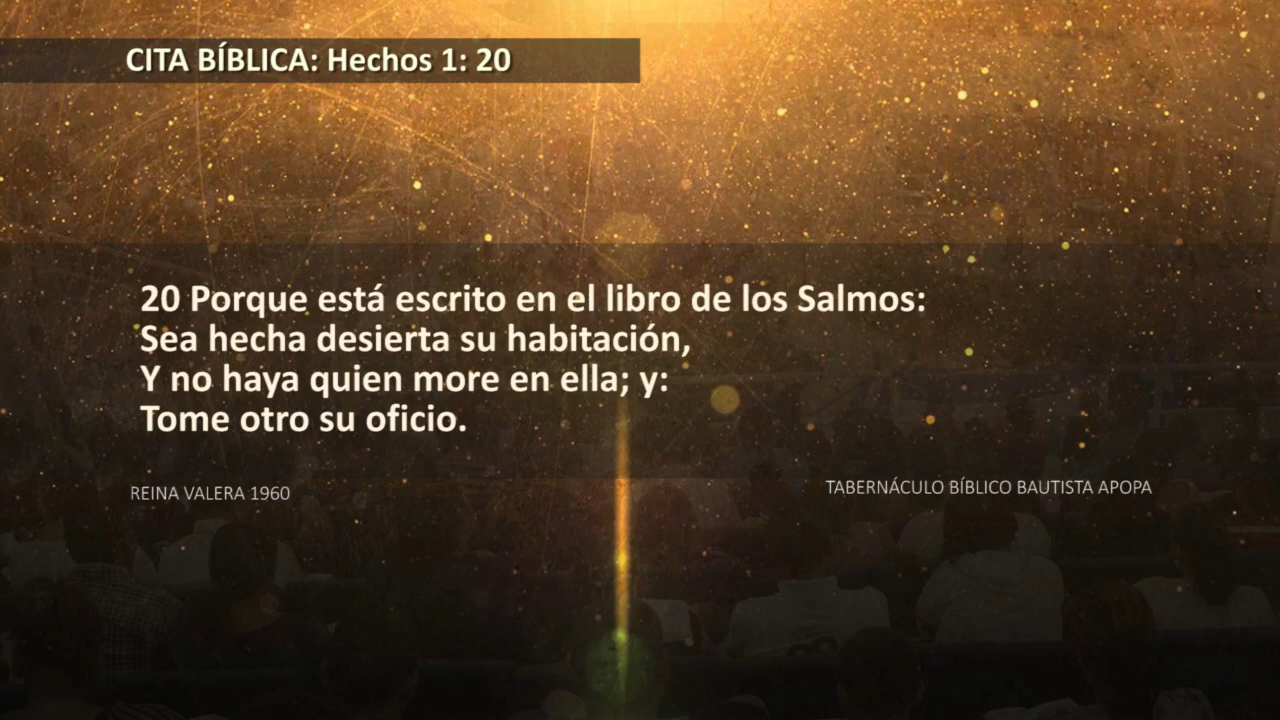 CITA BÍBLICA: Hechos 1: 20
20 Porque está escrito en el libro de los Salmos:
Sea hecha desierta su habitación,
Y no haya quien more en ella; y:
Tome otro su oficio.
REINA VALERA 1960
TABERNÁCULO BÍBLICO BAUTISTA APOPA